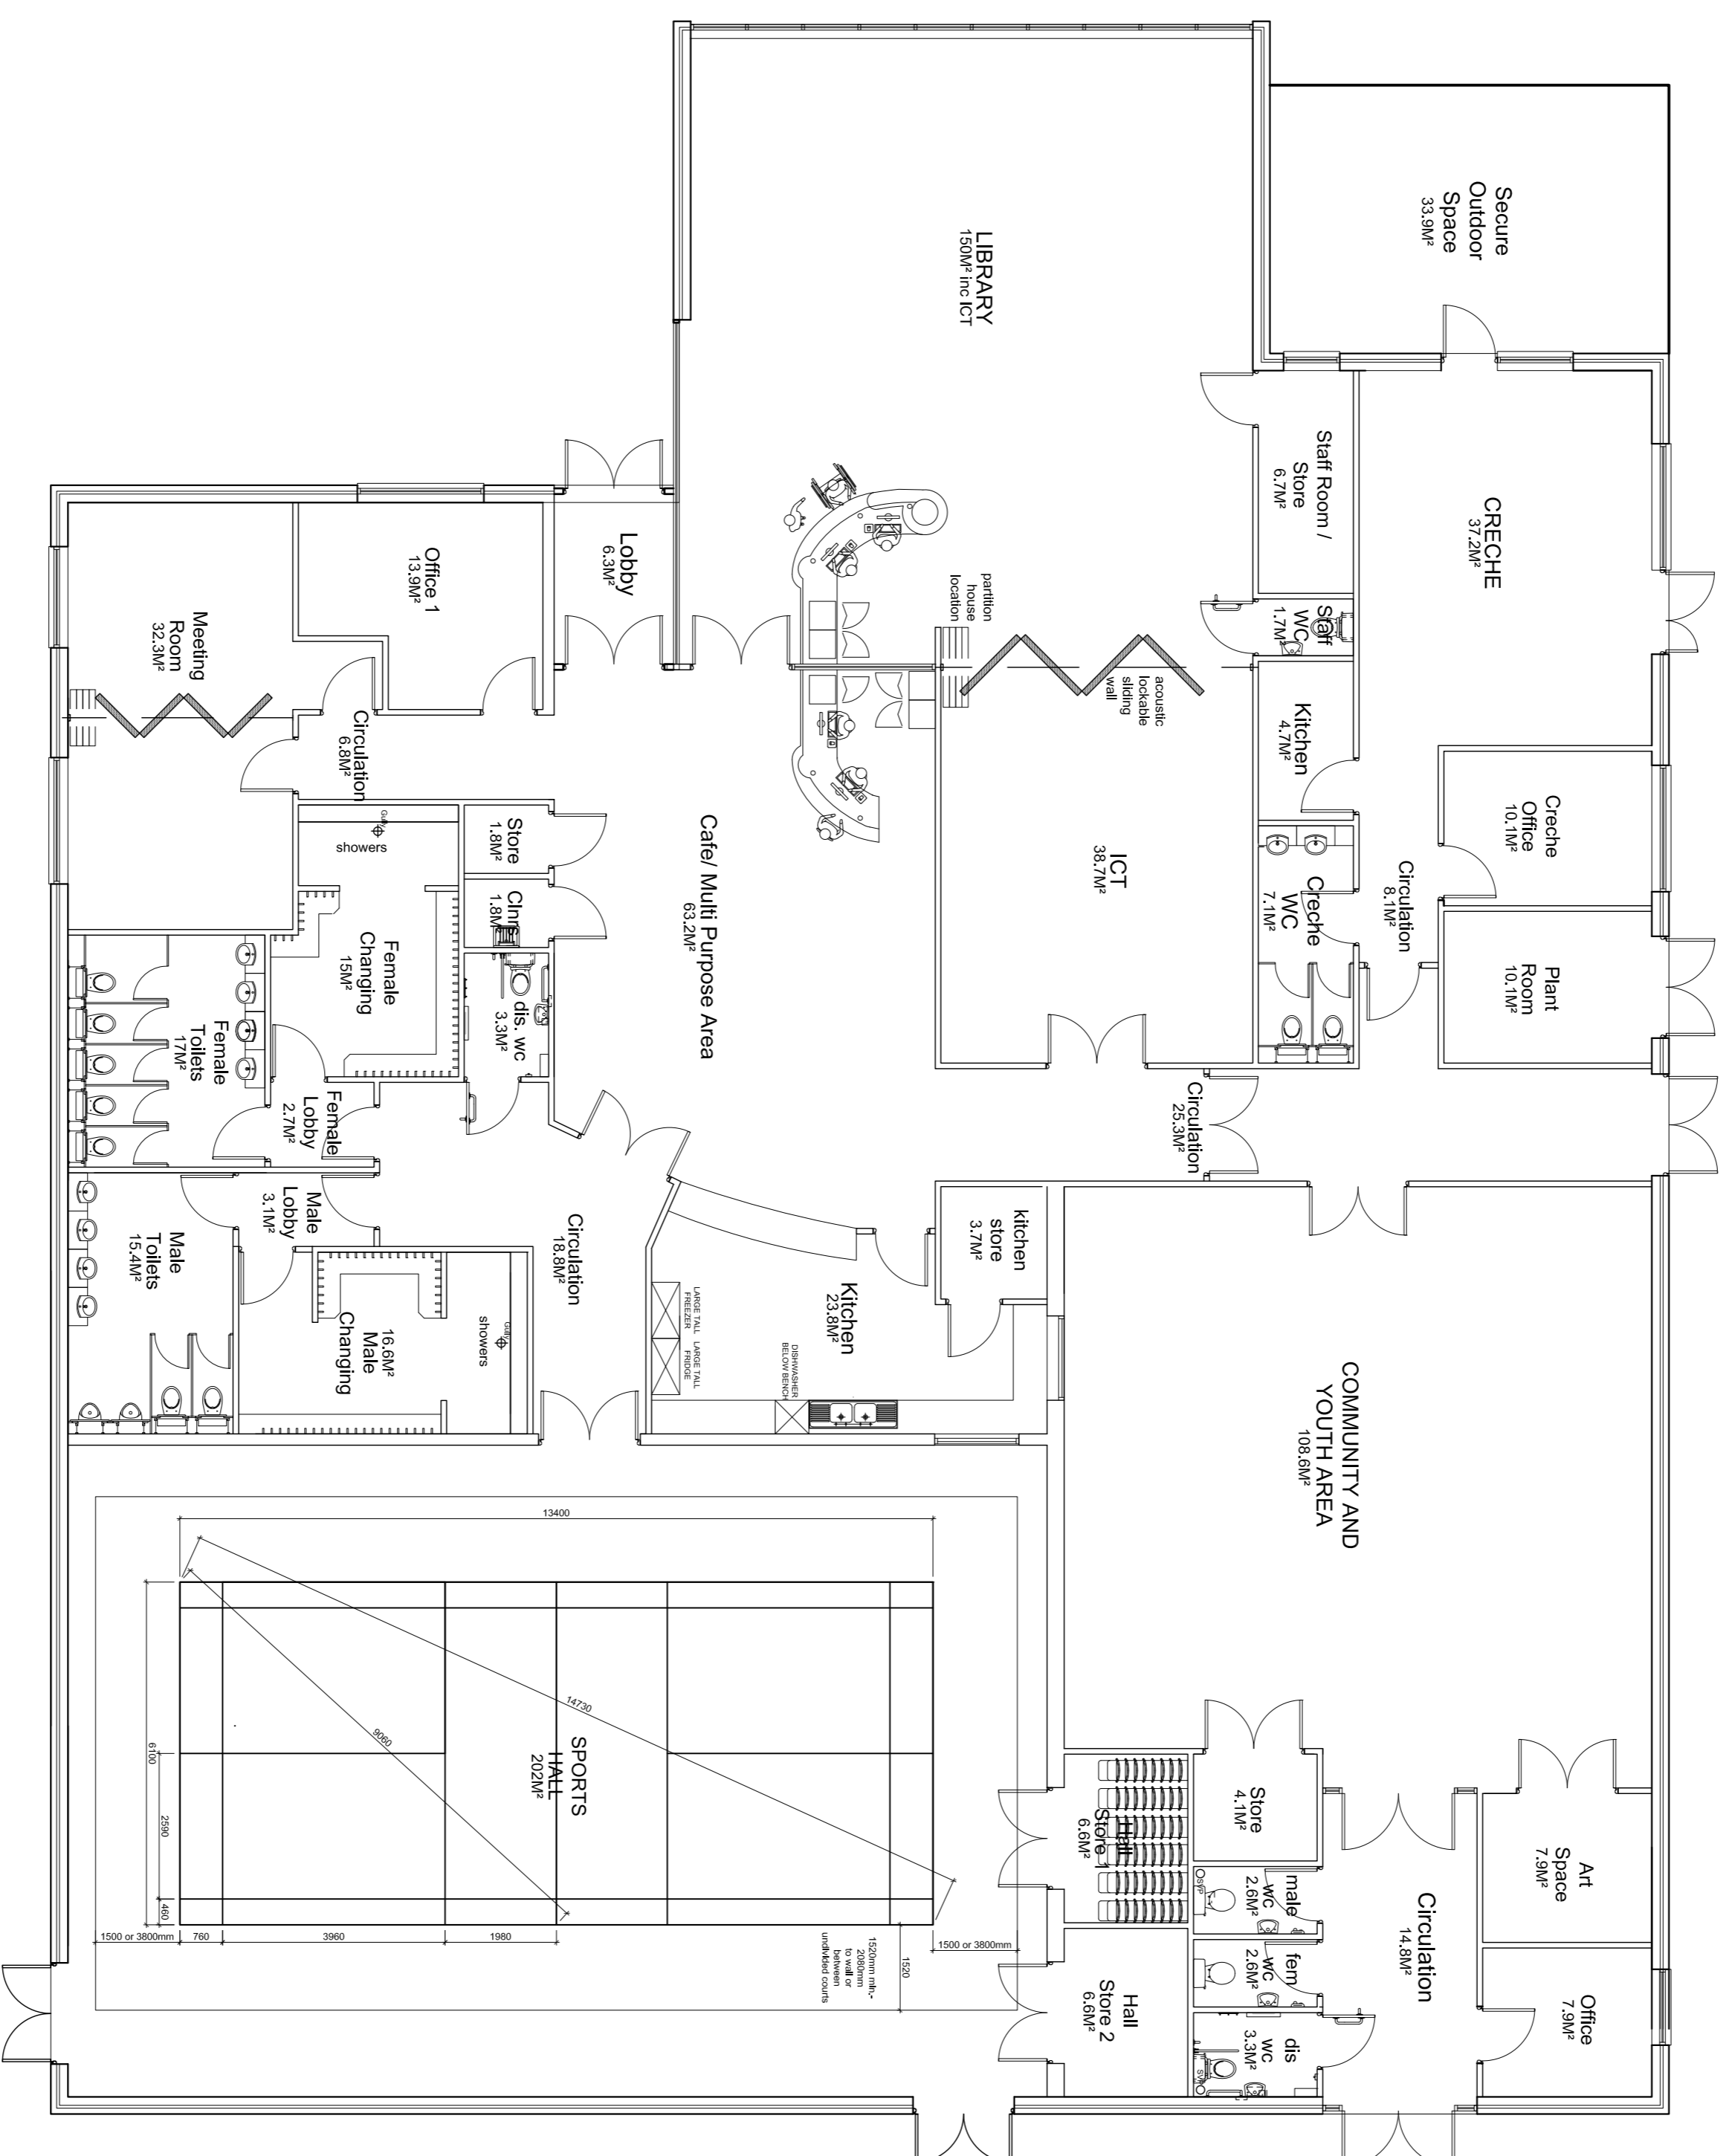 Secure
Outdoor
Space
33.9M²
LIBRARY
150M² inc ICT
Staff Room /
Store
6.7M²
CRECHE
37.2M²
Staff
WC
1.7M²
Kitchen
4.7M²
Creche
Office
10.1M²
Plant
Room
10.1M²
Circulation
8.1M²
Creche
WC
7.1M²
partition
house
location
acoustic
lockable
sliding
wall
ICT
38.7M²
Lobby
6.3M²
Office 1
13.9M²
Meeting
Room
32.3M²
Circulation
6.8M²
Store
1.8M²
Clnrs
1.8M²
Cafe/ Multi Purpose Area
63.2M²
Gully
showers
Female
Changing
15M²
dis. wc
3.3M²
Female
Toilets
17M²
Female
Lobby
2.7M²
Male
Lobby
3.1M²
Male
Toilets
15.4M²
16.6M²
Male
Changing
Gully
showers
Circulation
18.8M²
Circulation
25.3M²
kitchen
store
3.7M²
Kitchen
23.8M²
LARGE TALL
FREEZER
LARGE TALL
FRIDGE
DISHWASHER
BELOW BENCH
COMMUNITY AND
YOUTH AREA
108.6M²
SPORTS
HALL
202M²
13400
14730
9060
6100
2590
460
1500 or 3800mm
760
3960
1980
1520
1500 or 3800mm
1520mm min.-
2080mm
to wall or
between
undivided courts
Hall
Store 1
6.6M²
Hall
Store 2
6.6M²
Store
4.1M²
male
wc
2.6M²
SVP
fem
wc
2.6M²
dis
wc
3.3M²
SVP
Circulation
14.8M²
Art
Space
7.9M²
Office
7.9M²